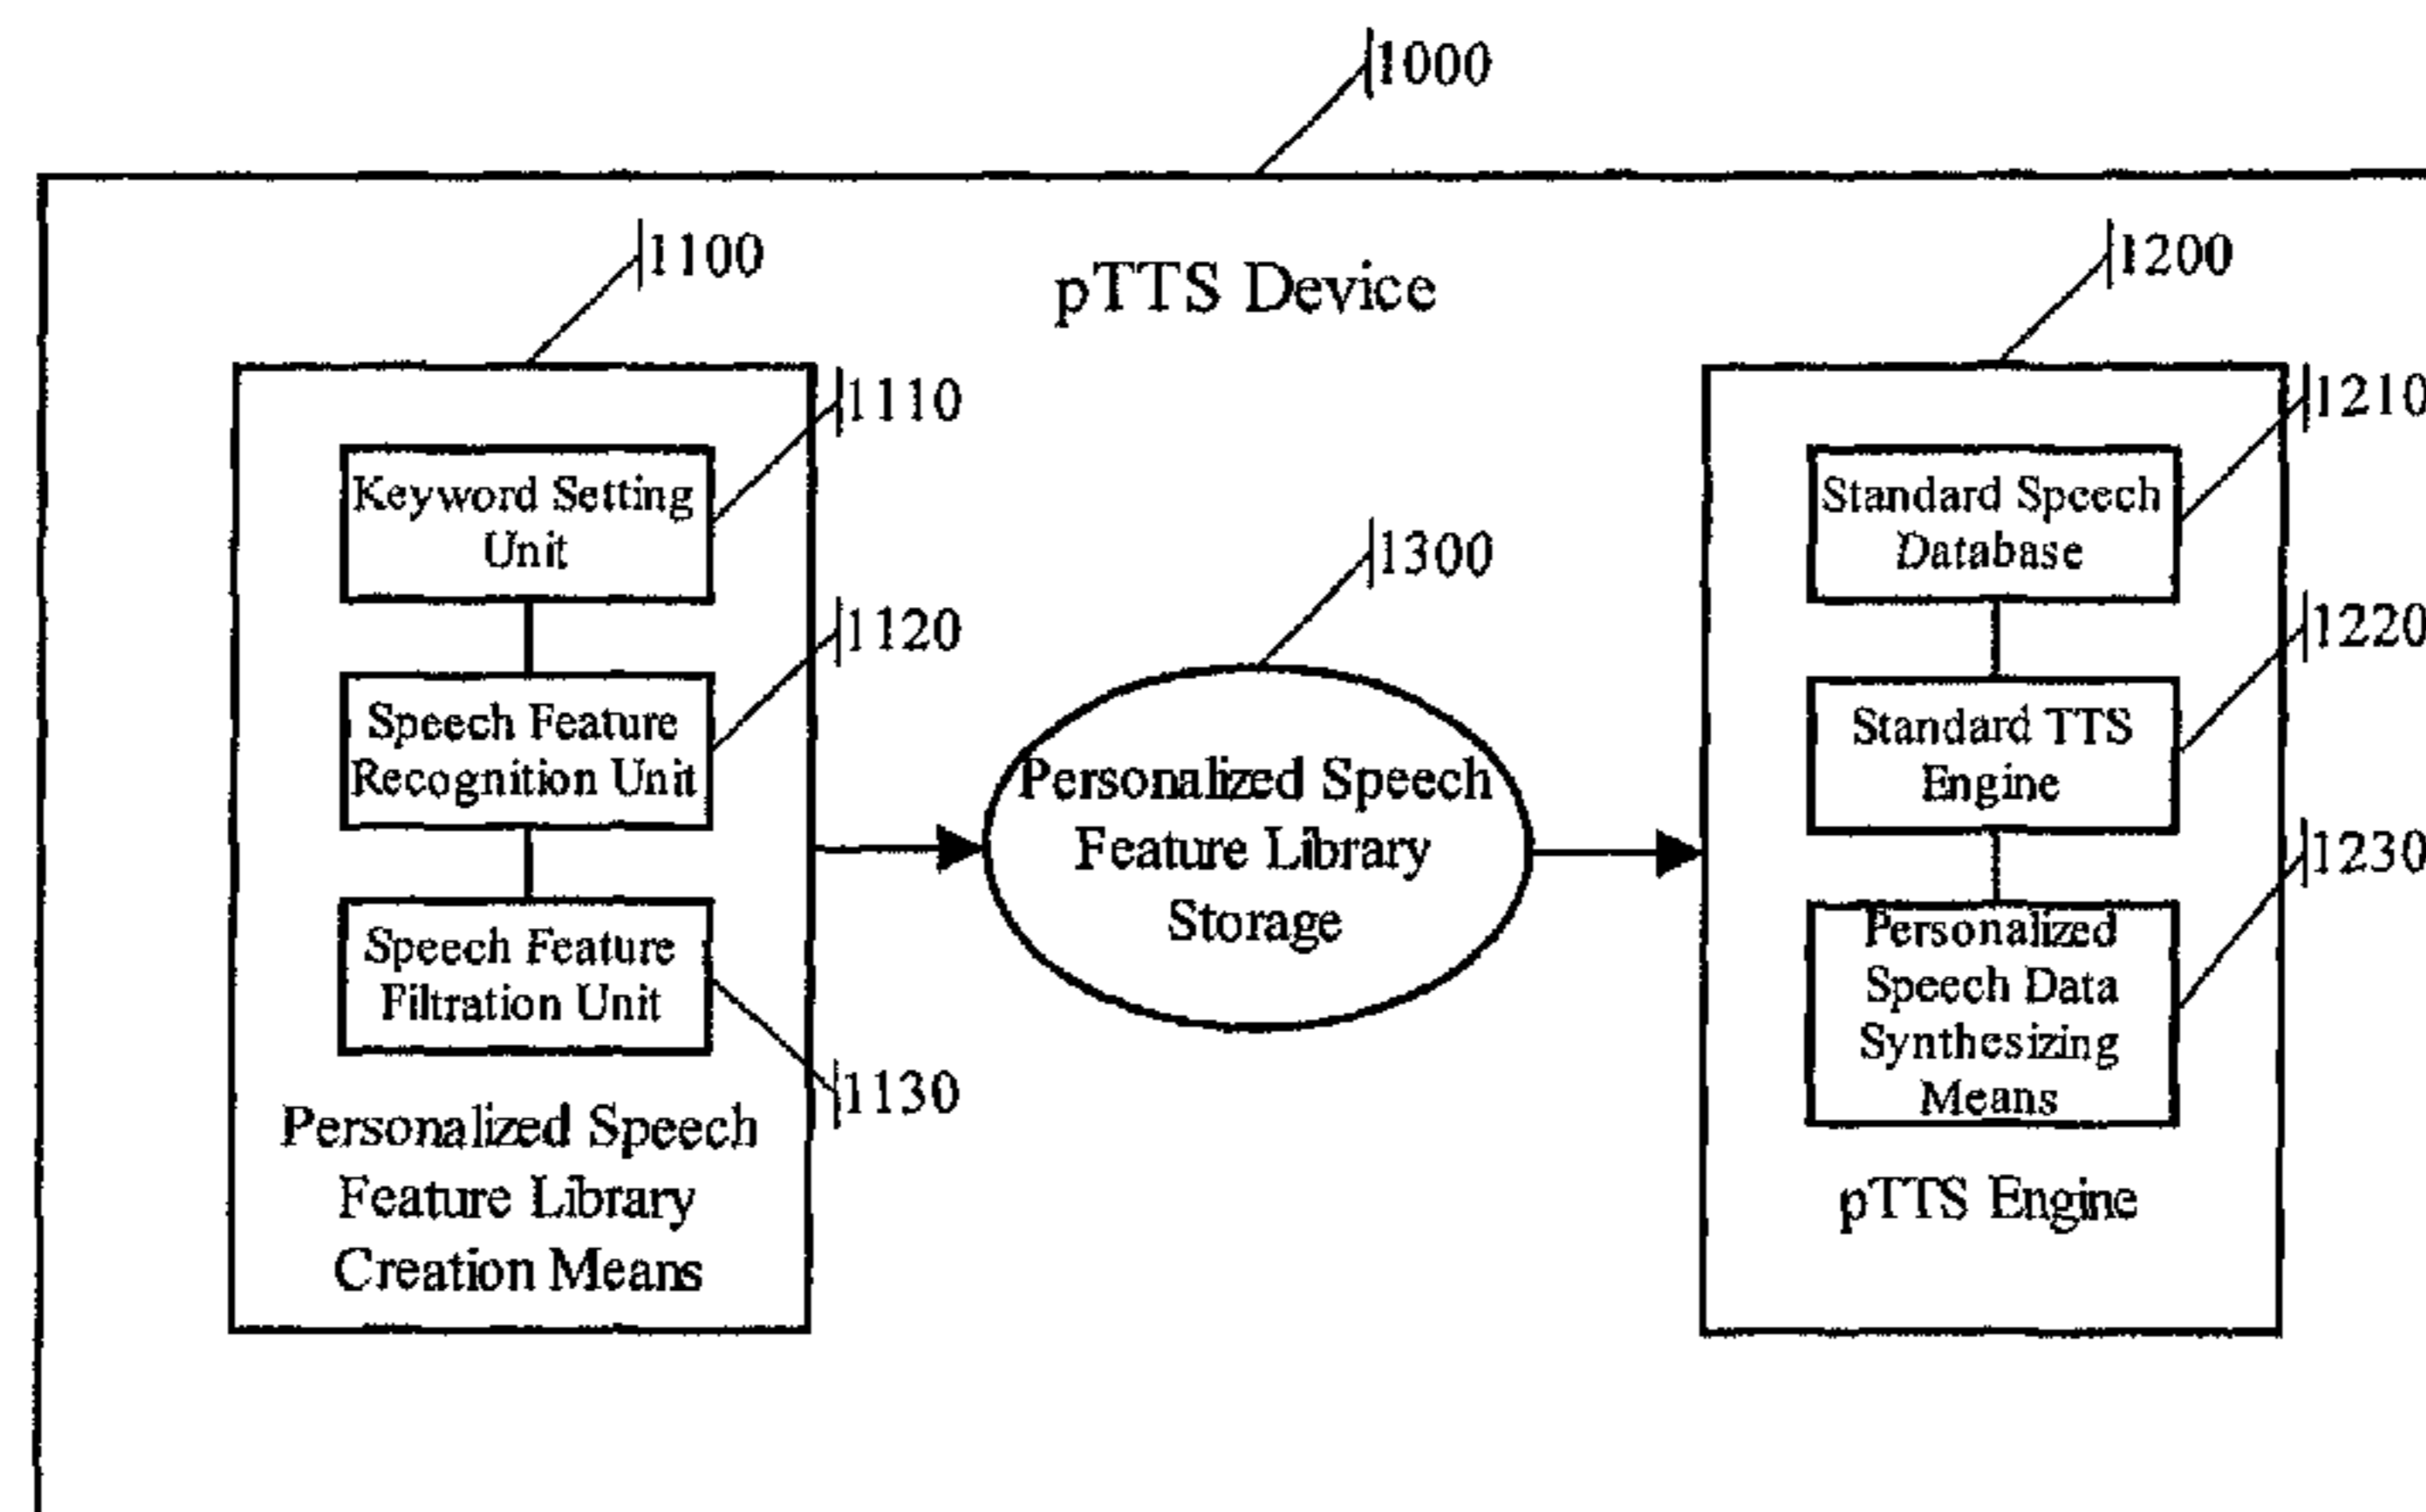 1000
pTTS Device
1100
1200
1110
Keyword Setting
Unit
1120
Speech Feature
Recognition Unit
Speech Feature
Filtration Unit
1130
Personalized Speech
Feature Library
Creation Means
1300
Personalized Speech
Feature Library
Storage
1210
Standard Speech
Database
1220
Standard TTS
Engine
1230
Personalized
Speech Data
Synthesizing
Means
pTTS Engine